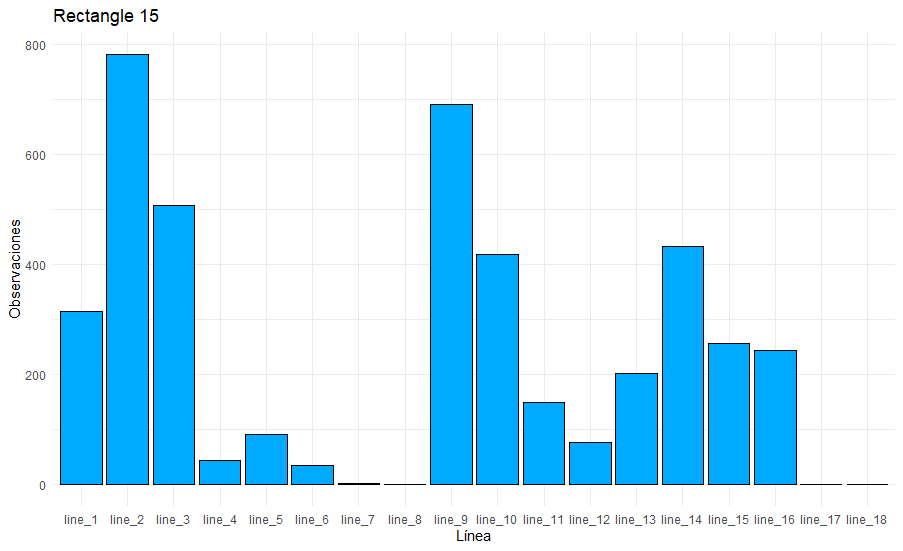 Rectangle 15
Observaciones
800
600
400
200
0
line_1 line_2 line_3 line_4 line_5 line_6 line_7 line_8 line_9 line_10 line_11 line_12 line_13 line_14 line_15 line_16 line_17 line_18
Línea